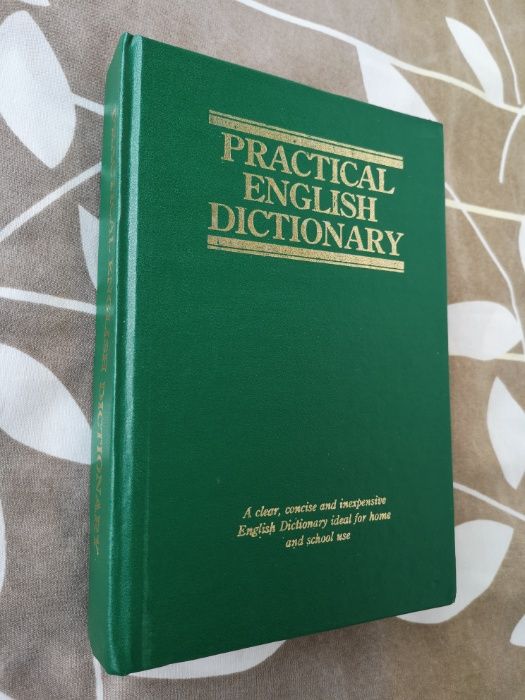 PRACTICAL
ENGLISH
DICTIONARY
A clear, concise and inexpensive
English Dictionary ideal for home
and school use
PRACTICAL ENGLISH DICTIONARY